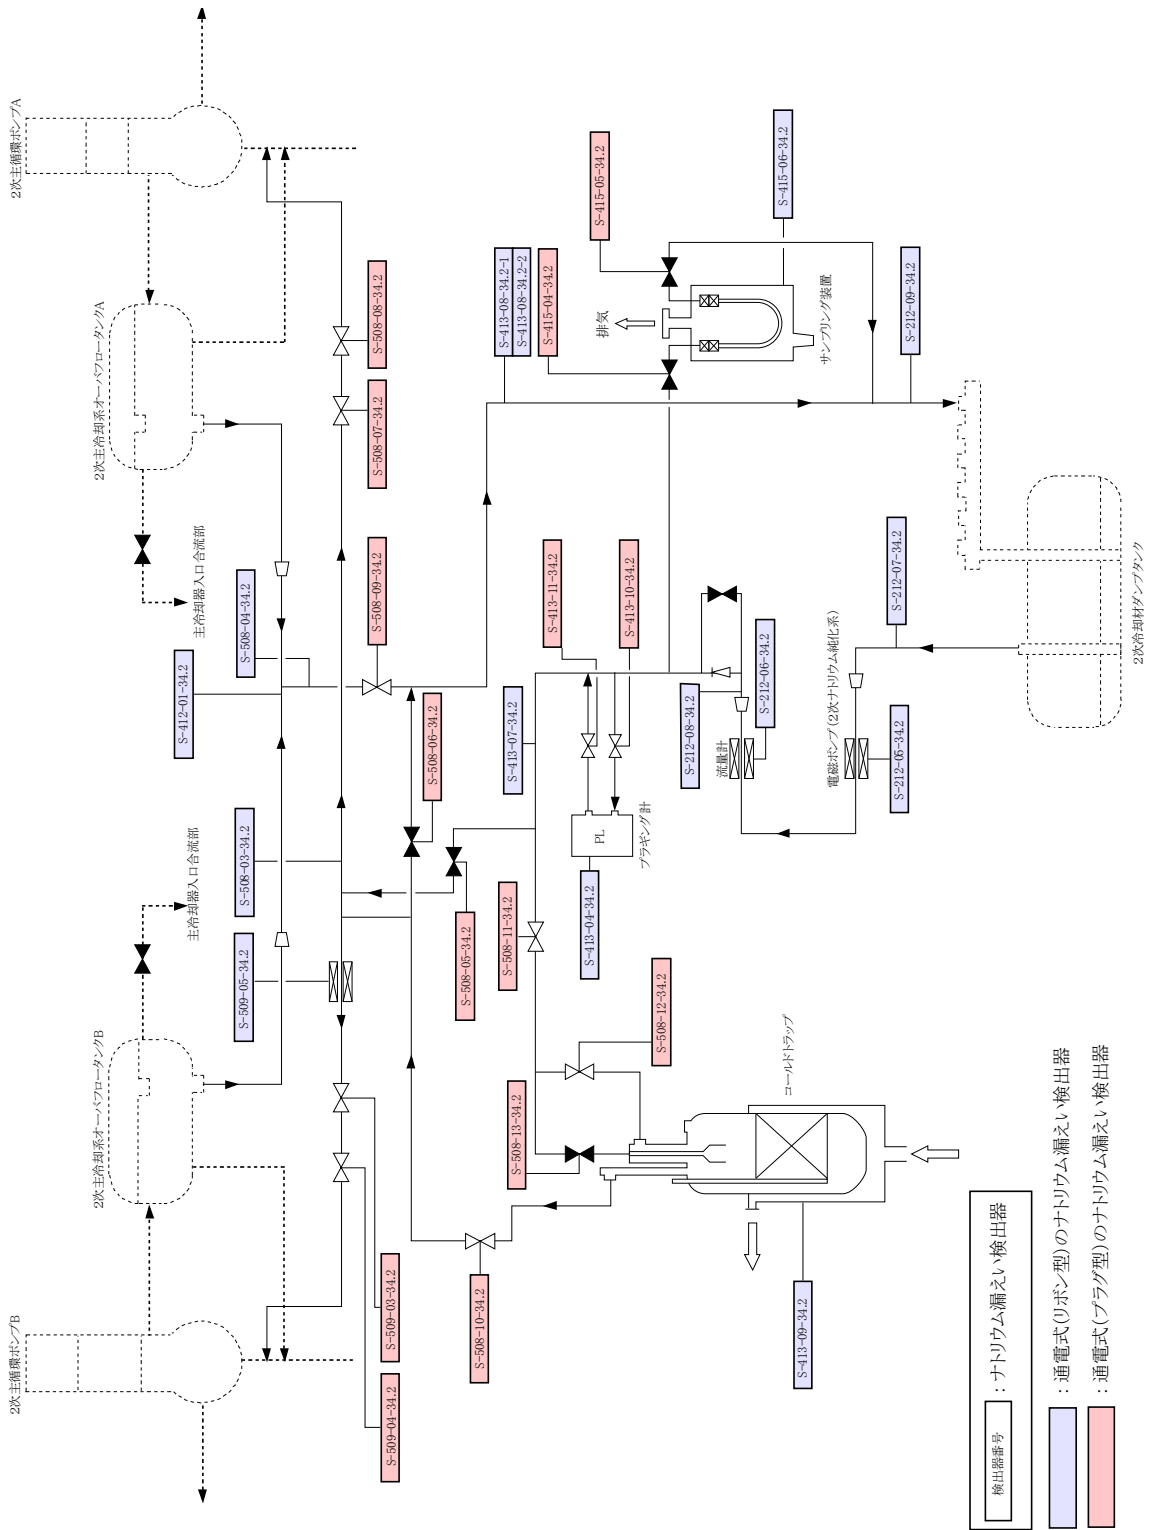 2次主循環ポンプB
2次主冷却系オーバフロータンクB
主冷却器入口合流部
主冷却器入口合流部
2次主冷却系オーバフロータンクA
2次主循環ポンプA
S-509-05-34.2
S-508-03-34.2
S-412-01-34.2
S-508-04-34.2
S-509-04-34.2
S-509-03-34.2
S-508-09-34.2
S-508-07-34.2
S-508-08-34.2
S-508-06-34.2
S-508-10-34.2
S-508-05-34.2
S-508-13-34.2
S-508-11-34.2
S-413-07-34.2
S-413-08-34.2-1
S-413-08-34.2-2
S-415-04-34.2
S-415-05-34.2
S-413-11-34.2
S-413-10-34.2
S-413-04-34.2
PL
プラギング計
S-508-12-34.2
排気
サンプリング装置
S-415-06-34.2
S-212-08-34.2
流量計
S-212-06-34.2
コールドトラップ
S-413-09-34.2
電磁ポンプ(2次ナトリウム純化系)
S-212-05-34.2
S-212-07-34.2
S-212-09-34.2
2次冷却材ダンプタンク
検出器番号
:ナトリウム漏えい検出器
:通電式(リボン型)のナトリウム漏えい検出器
:通電式(プラグ型)のナトリウム漏えい検出器